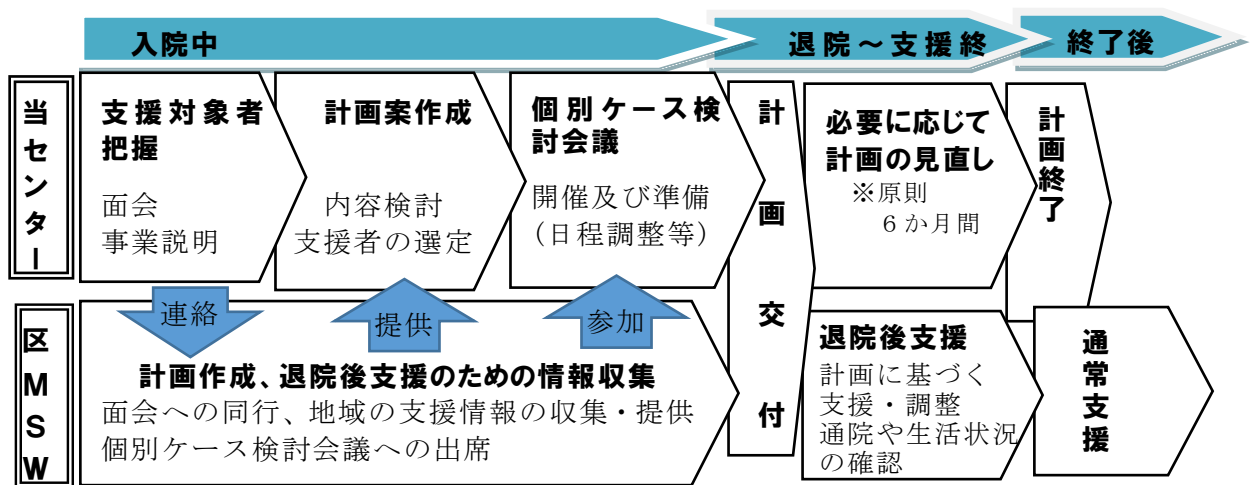 入院中
退院～支援終
終了後
当センター
支援対象者
把握
面会
事業説明
計画案作成
内容検討
支援者の選定
個別ケース検
討会議
開催及び準備
（日程調整等）
計画交付
必要に応じて
計画の見直し
※原則
６か月間
計画終了
連絡
提供
参加
区MSW
計画作成、退院後支援のための情報収集
面会への同行、地域の支援情報の収集・提供
個別ケース検討会議への出席
退院後支援
計画に基づく
支援・調整
通院や生活状況
の確認
通常支援